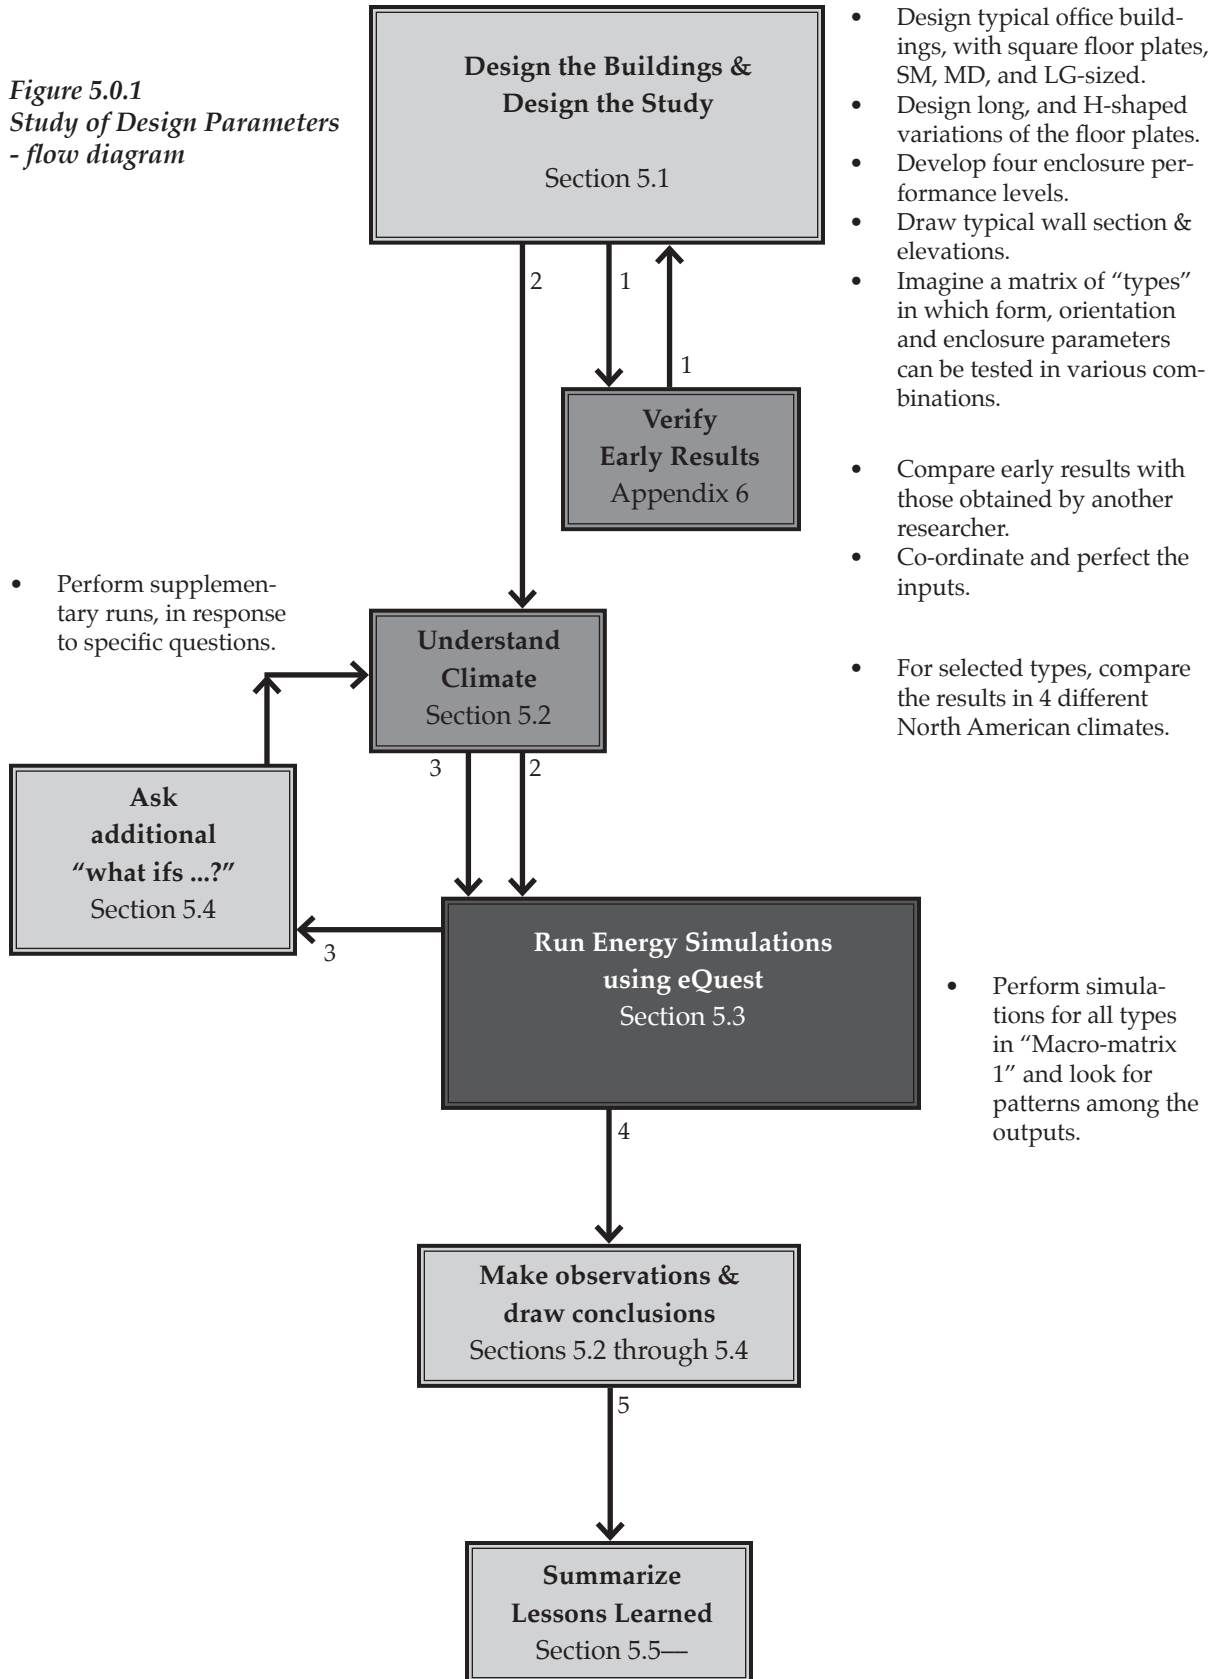 Figure 5.0.1
Study of Design Parameters
- flow diagram
Design the Buildings &
Design the Study
Section 5.1
• Design typical office build-
ings, with square floor plates,
SM, MD, and LG-sized.
• Design long, and H-shaped
variations of the floor plates.
• Develop four enclosure per-
formance levels.
• Draw typical wall section &
elevations.
• Imagine a matrix of “types”
in which form, orientation
and enclosure parameters
can be tested in various com-
binations.
2
1
1
Verify
Early Results
Appendix 6
• Compare early results with
those obtained by another
researcher.
• Co-ordinate and perfect the
inputs.
• Perform supplemen-
tary runs, in response
to specific questions.
Understand
Climate
Section 5.2
• For selected types, compare
the results in 4 different
North American climates.
3
2
Ask
additional
“what ifs ...?”
Section 5.4
3
Run Energy Simulations
using eQuest
Section 5.3
• Perform simula-
tions for all types
in “Macro-matrix
1” and look for
patterns among the
outputs.
4
Make observations &
draw conclusions
Sections 5.2 through 5.4
5
Summarize
Lessons Learned
Section 5.5—